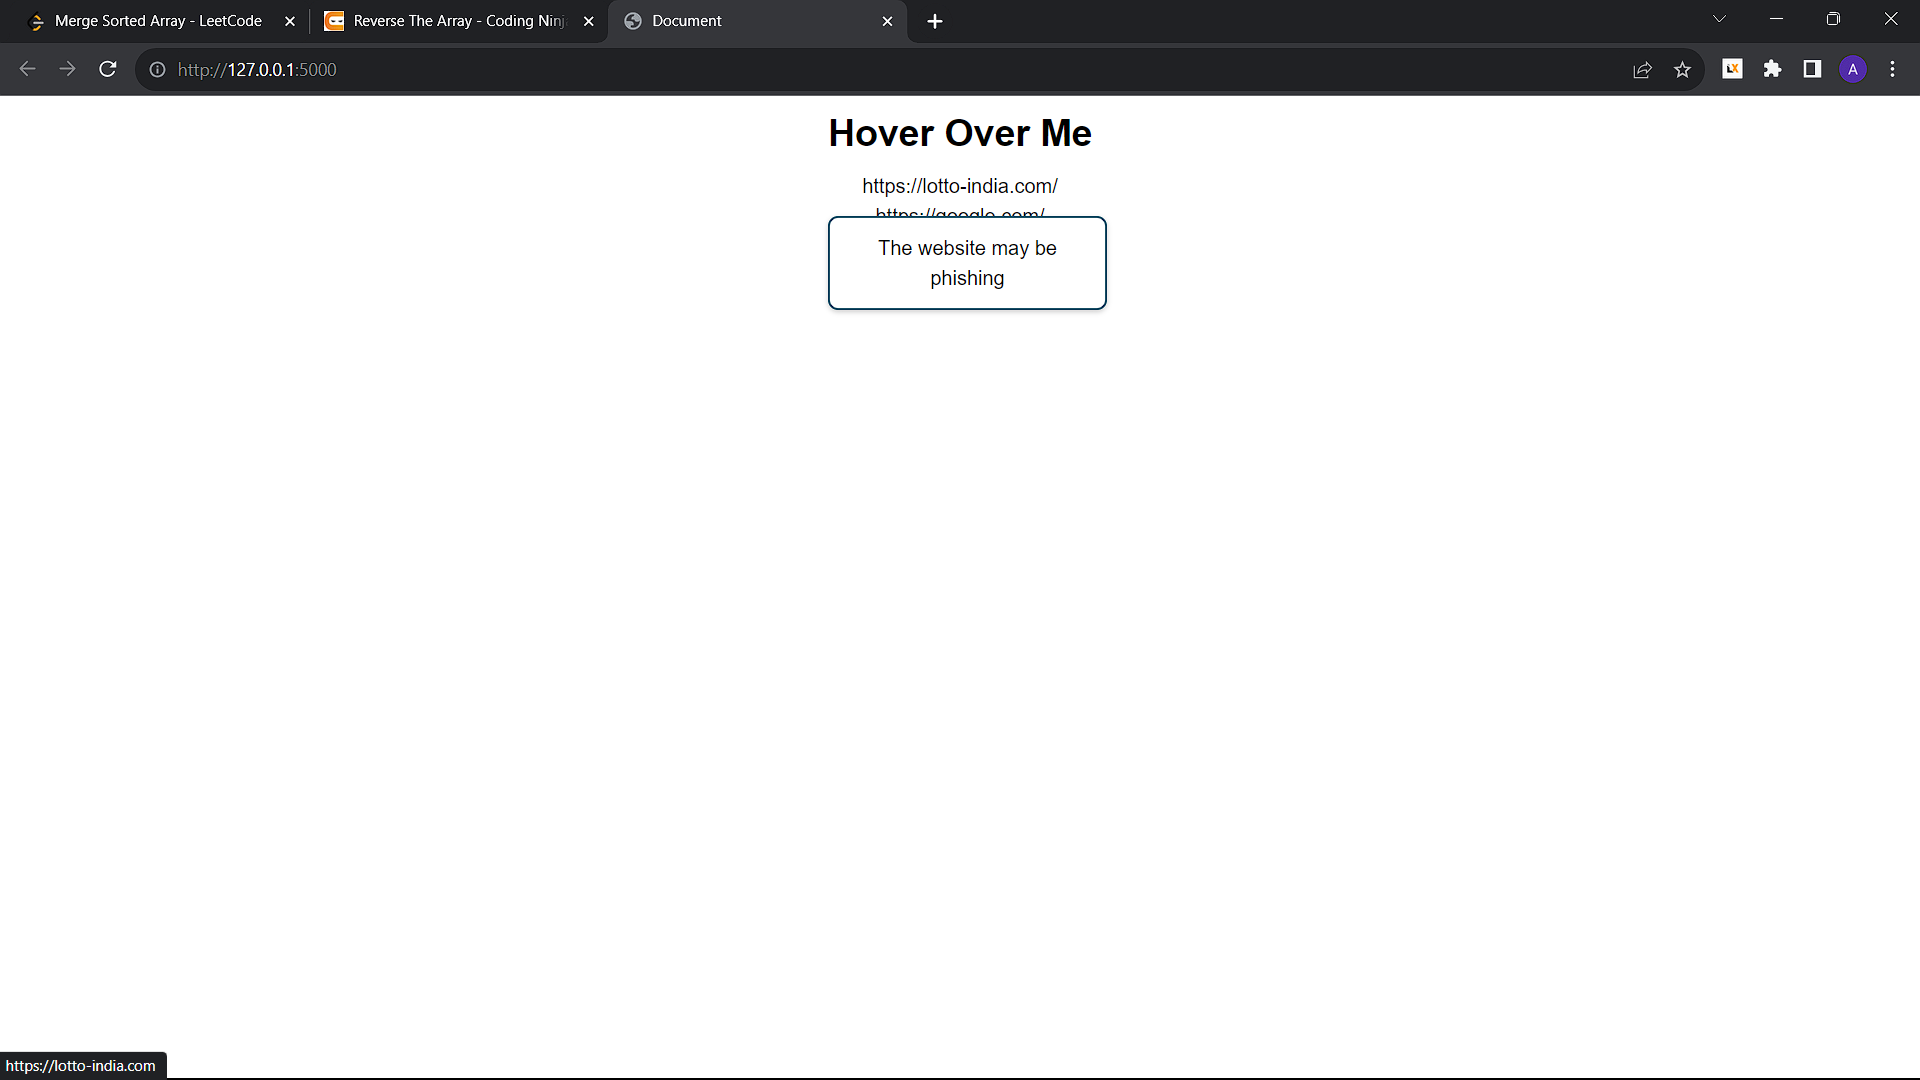 Merge Sorted Array - LeetCode
Reverse The Array - Coding Ninj
Document
http://127.0.0.1:5000
A
Hover Over Me
https://lotto-india.com/
https://google.com/
The website may be
phishing
https://lotto-india.com